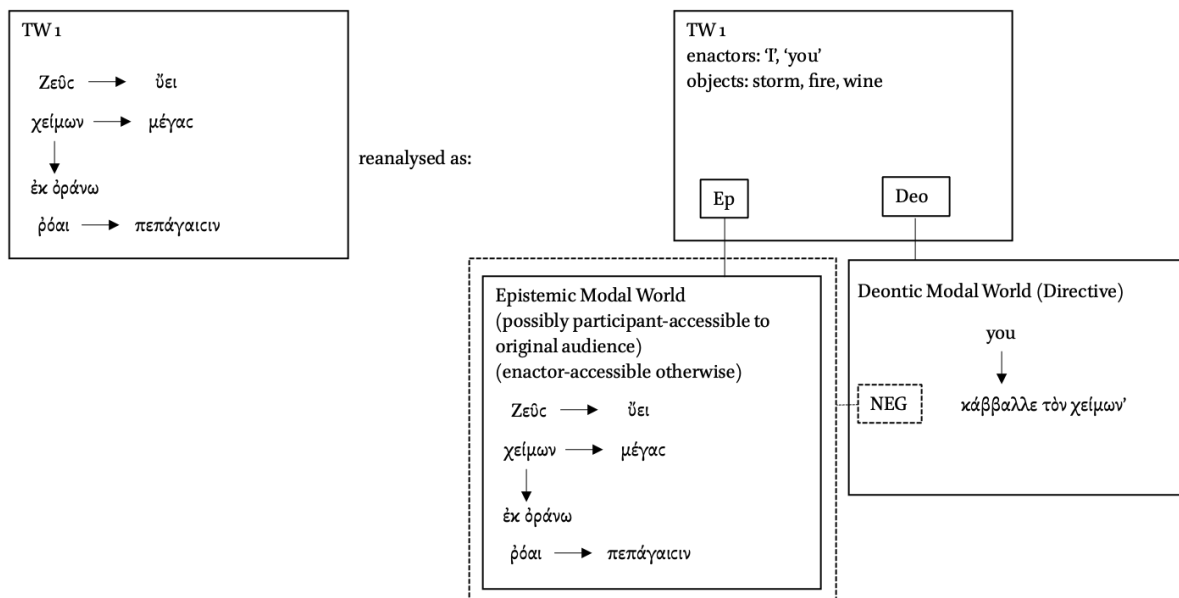 TW 1
Ζεῦϲ ὔει
χείμων μέγαϲ
ἐκ ὀράνω
ῤόαι πεπάγαιϲιν
reanalysed as:
TW 1
enactors: ‘I’, ‘you’
objects: storm, fire, wine
Ep
Deo
Epistemic Modal World
(possibly participant-accessible to
original audience)
(enactor-accessible otherwise)
Ζεῦϲ ὔει
χείμων μέγαϲ
ἐκ ὀράνω
ῤόαι πεπάγαιϲιν
NEG
Deontic Modal World (Directive)
you
κάββαλλε τὸν χείμων’